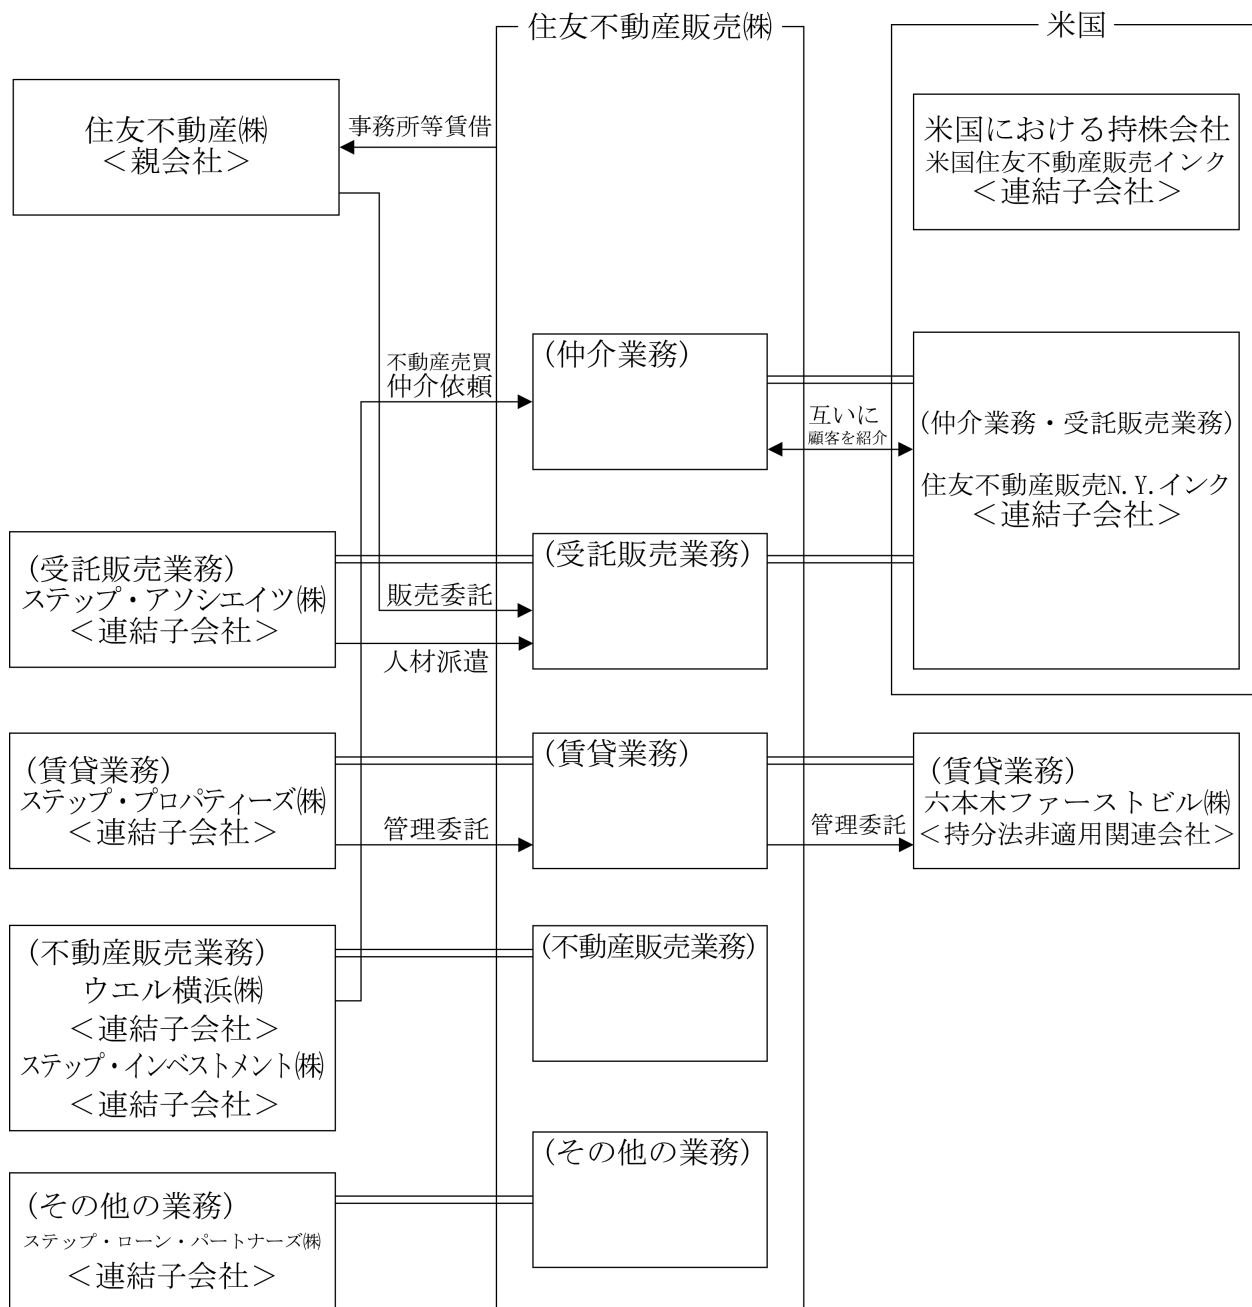 住友不動産販売㈱
米国
住友不動産㈱
＜親会社＞
事務所等賃借
米国における持株会社
米国住友不動産販売インク
＜連結子会社＞
不動産売買
仲介依頼
(仲介業務)
互いに
顧客を紹介
(仲介業務・受託販売業務)
住友不動産販売N.Y.インク
＜連結子会社＞
(受託販売業務)
ステップ・アソシエイツ㈱
＜連結子会社＞
販売委託
人材派遣
(受託販売業務)
(賃貸業務)
ステップ・プロパティーズ㈱
＜連結子会社＞
管理委託
(賃貸業務)
管理委託
(賃貸業務)
六本木ファーストビル㈱
＜持分法非適用関連会社＞
(不動産販売業務)
ウエル横浜㈱
＜連結子会社＞
ステップ・インベストメント㈱
＜連結子会社＞
(不動産販売業務)
(その他の業務)
(その他の業務)
ステップ・ローン・パートナーズ㈱
＜連結子会社＞